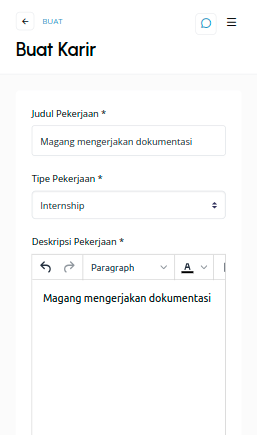 BUAT
Buat Karir
Judul Pekerjaan *
Magang mengerjakan dokumentasi
Tipe Pekerjaan *
Internship
Deskripsi Pekerjaan *
Paragraph
A
Magang mengerjakan dokumentasi